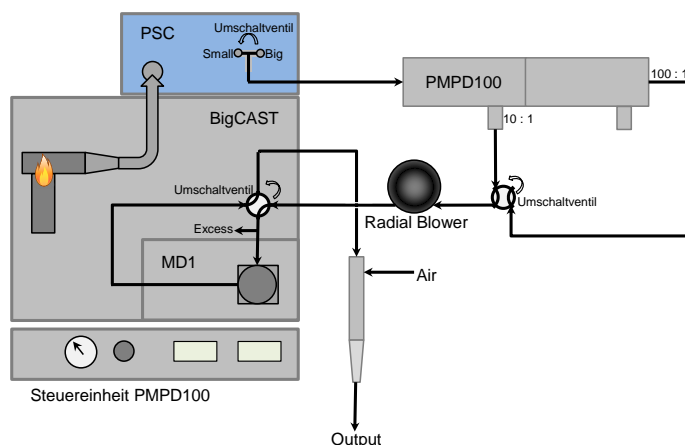 Umschaltventil
PSC
Small
Big
PMPD100
100 : 1
10 : 1
BigCAST
Umschaltventil
Umschaltventil
Radial Blower
Excess
MD1
Air
Steuereinheit PMPD100
Output